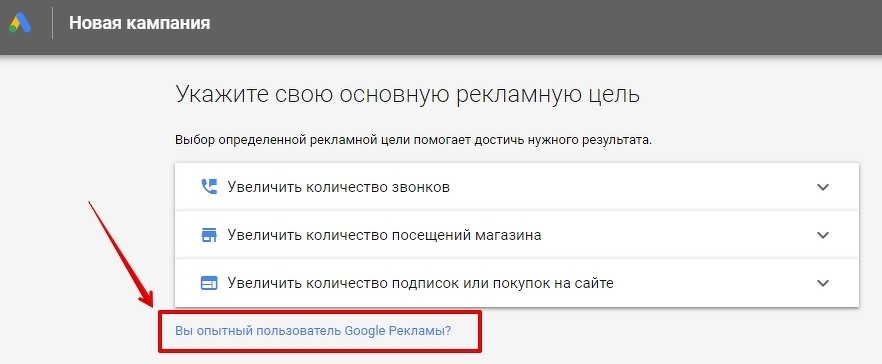 Новая кампания
Укажите свою основную рекламную цель
Выбор определенной рекламной цели помогает достичь нужного результата.
Увеличить количество звонков
Увеличить количество посещений магазина
Увеличить количество подписок или покупок на сайте
Вы опытный пользователь Google Рекламы?